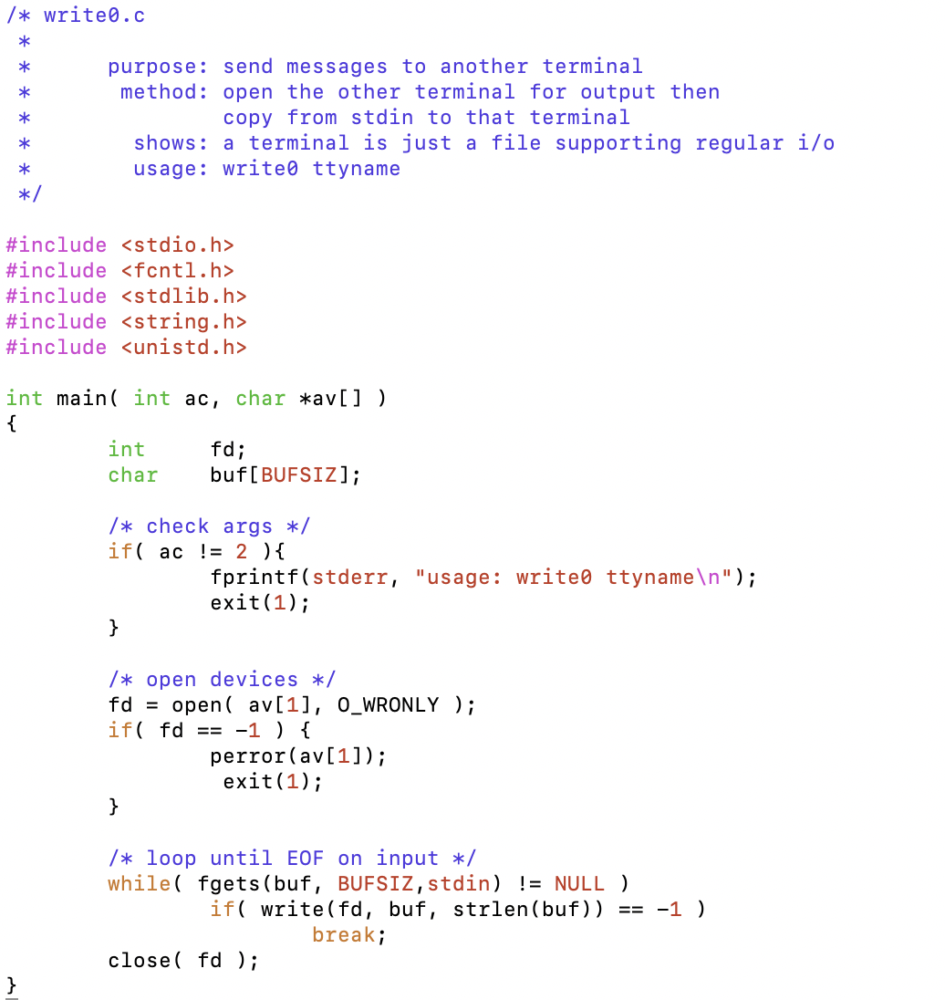 /* write0.c
 *
 *      purpose: send messages to another terminal
 *       method: open the other terminal for output then
 *               copy from stdin to that terminal
 *        shows: a terminal is just a file supporting regular i/o
 *        usage: write0 ttyname
 */

#include <stdio.h>
#include <fcntl.h>
#include <stdlib.h>
#include <string.h>
#include <unistd.h>

int main( int ac, char *av[] )
{
        int     fd;
        char    buf[BUFSIZ];

        /* check args */
        if( ac != 2 ){
                fprintf(stderr, "usage: write0 ttyname\n");
                exit(1);
        }

        /* open devices */
        fd = open( av[1], O_WRONLY );
        if( fd == -1 ) {
                perror(av[1]);
                 exit(1);
        }

        /* loop until EOF on input */
        while( fgets(buf, BUFSIZ,stdin) != NULL )
                if( write(fd, buf, strlen(buf)) == -1 )
                        break;
        close( fd );
}